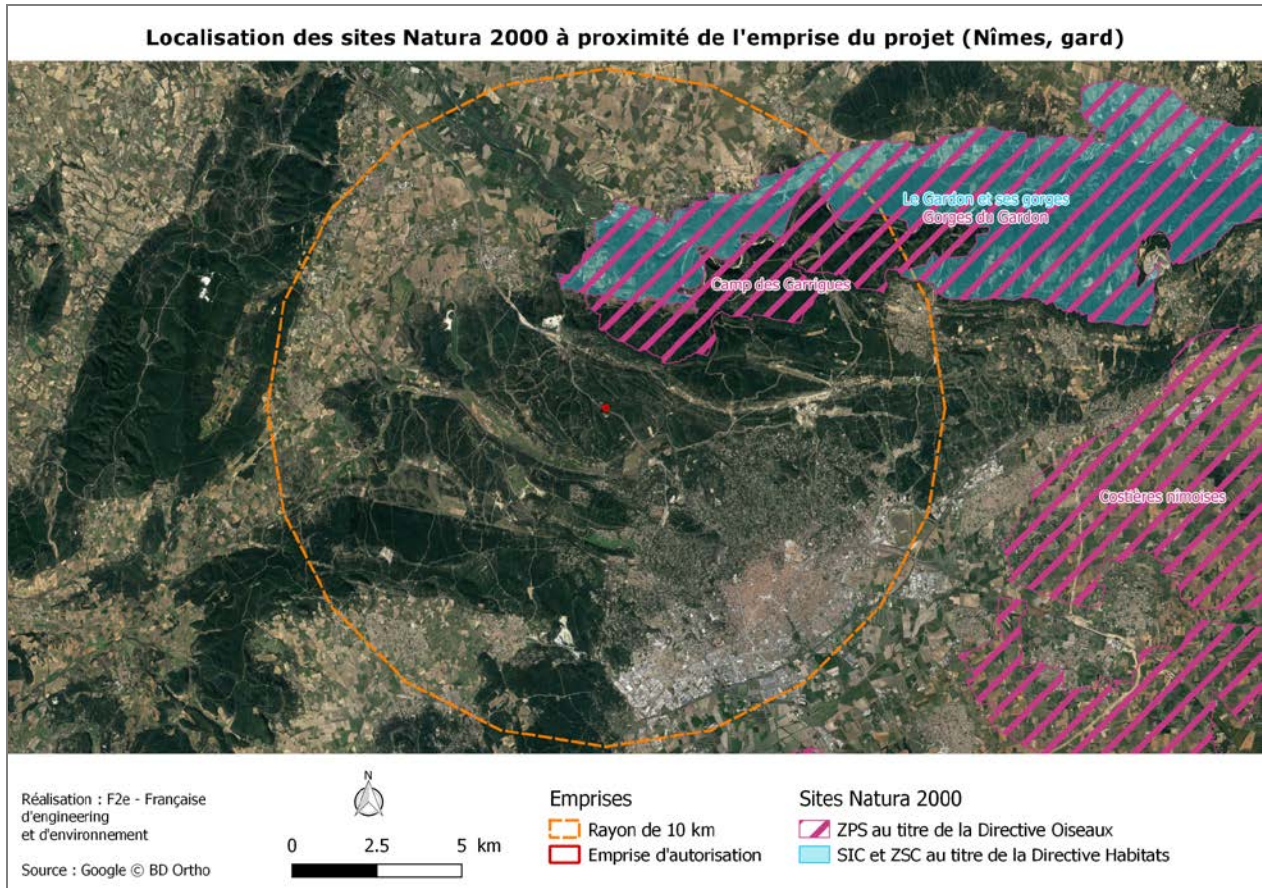 Localisation des sites Natura 2000 à proximité de l'emprise du projet (Nîmes, gard)
Le Gardon et ses gorges
Gorges du Gardon
Camp des Garrigues
Costières nimoises
Réalisation : F2e - Française
d'engineering
et d'environnement
Source : Google © BD Ortho
N
0 2.5 5 km
Emprises
Rayon de 10 km
Emprise d'autorisation
Sites Natura 2000
ZPS au titre de la Directive Oiseaux
SIC et ZSC au titre de la Directive Habitats